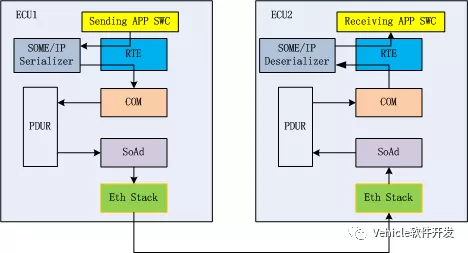 ECU1
Sending APP SWC
SOME/IP
Serializer
RTE
COM
PDUR
SoAd
Eth Stack
ECU2
Receiving APP SWC
SOME/IP
Deserializer
RTE
COM
PDUR
SoAd
Eth Stack
Vehicle软件开发